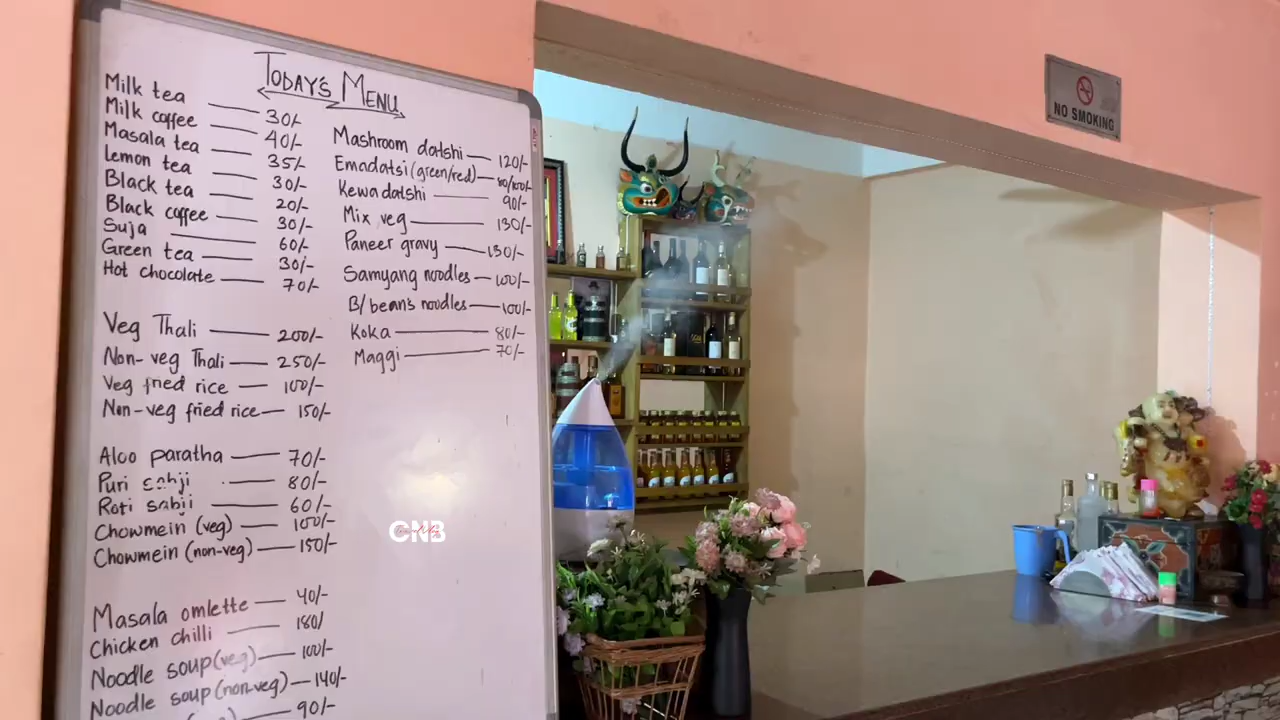 TODAY'S MENU
Milk tea — 30/-
Milk coffee — 40/-
Masala tea — 35/-
Lemon tea — 30/-
Black tea — 20/-
Black coffee — 30/-
Suja — 60/-
Green tea — 30/-
Hot chocolate — 70/-
Veg Thali — 200/-
Non-veg Thali — 250/-
Veg fried rice — 100/-
Non-veg fried rice — 150/-
Aloo paratha — 70/-
Puri sabji — 80/-
Roti sabji — 60/-
Chowmein (veg) — 100/-
Chowmein (non-veg) — 150/-
Masala omlette — 40/-
Chicken chilli — 180/
Noodle soup (veg) — 100/-
Noodle soup (non-veg) — 140/-
— 90/-
Mashroom datshi — 120/-
Emadatsi (green/red) — 80/100/-
Kewa datshi — 90/-
Mix veg — 130/-
Paneer gravy — 130/-
Samyang noodles — 100/-
B/bean's noodles — 100/-
Koka — 80/-
Maggi — 70/-
CNB
NO SMOKING